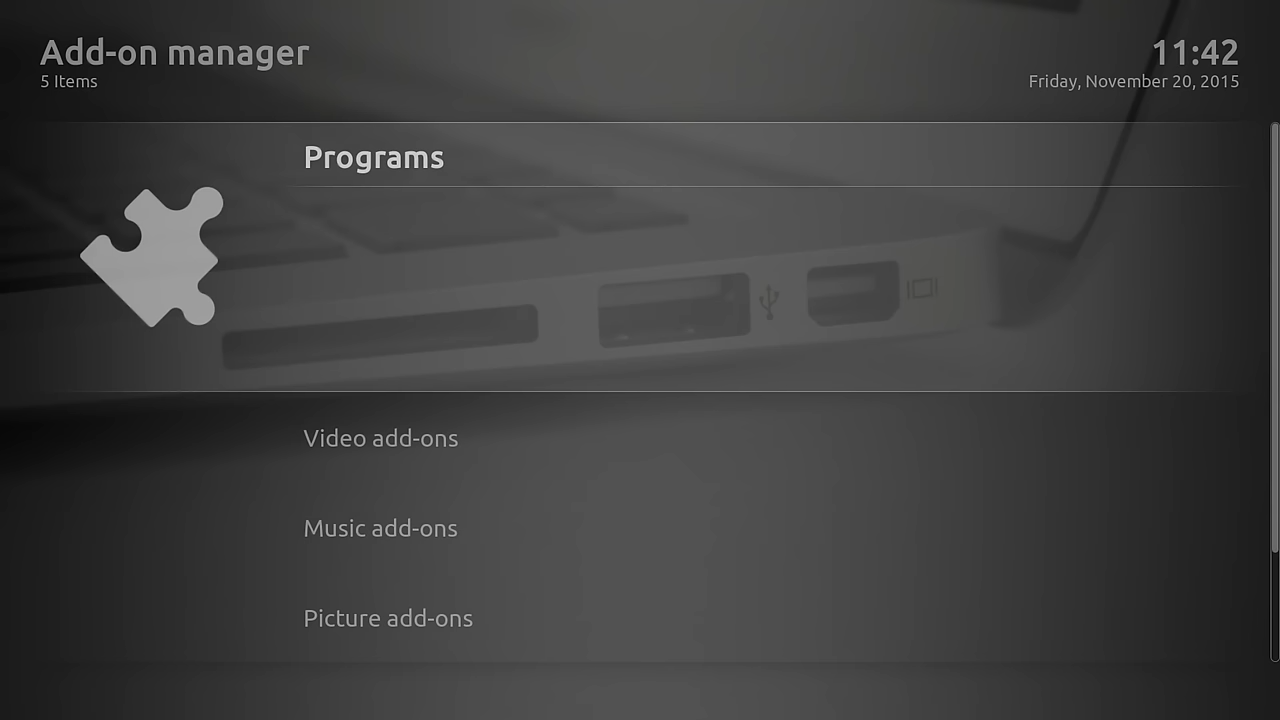 Add-on manager
11:42
5 Items
Friday, November 20, 2015
Programs
Video add-ons
Music add-ons
Picture add-ons